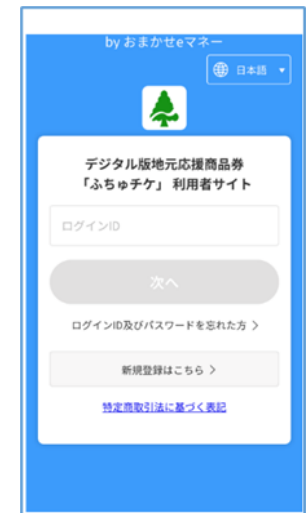 by おまかせeマネー
日本語
デジタル版地元応援商品券
「ふちゅチケ」 利用者サイト
ログインID
次へ
ログインID及びパスワードを忘れた方 >
新規登録はこちら >
特定商取引法に基づく表記